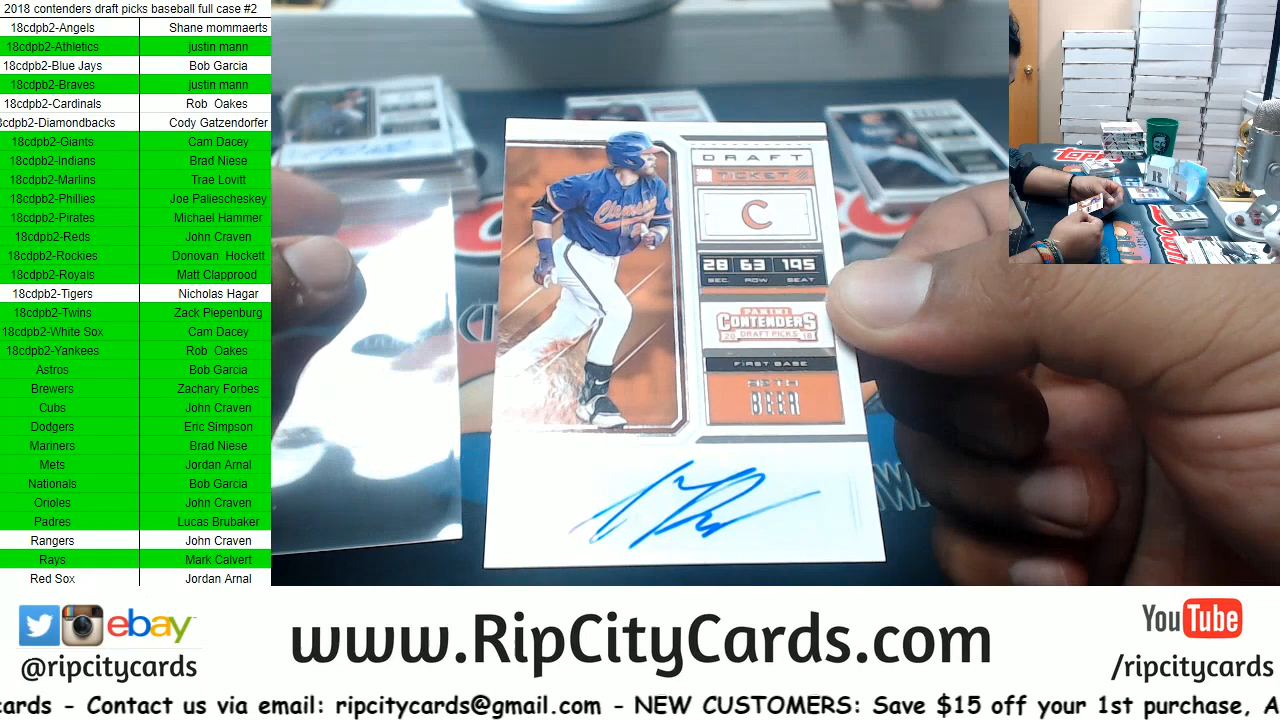 2018 contenders draft picks baseball full case #2
18cdpb2-Angels Shane mommaerts
18cdpb2-Athletics justin mann
18cdpb2-Blue Jays Bob Garcia
18cdpb2-Braves justin mann
18cdpb2-Cardinals Rob Oakes
8cdpb2-Diamondbacks Cody Gatzendorfer
18cdpb2-Giants Cam Dacey
18cdpb2-Indians Brad Niese
18cdpb2-Marlins Trae Lovitt
18cdpb2-Phillies Joe Paliescheskey
18cdpb2-Pirates Michael Hammer
18cdpb2-Reds John Craven
18cdpb2-Rockies Donovan Hockett
18cdpb2-Royals Matt Clapprood
18cdpb2-Tigers Nicholas Hagar
18cdpb2-Twins Zack Piepenburg
18cdpb2-White Sox Cam Dacey
18cdpb2-Yankees Rob Oakes
Astros Bob Garcia
Brewers Zachary Forbes
Cubs John Craven
Dodgers Eric Simpson
Mariners Brad Niese
Mets Jordan Arnal
Nationals Bob Garcia
Orioles John Craven
Padres Lucas Brubaker
Rangers John Craven
Rays Mark Calvert
Red Sox Jordan Arnal
Clemson
DRAFT
TICKET
C
28 63 195
SEC. ROW SEAT
PANINI
CONTENDERS
20 DRAFT PICKS 18
FIRST BASE
SETH
BEER
Topps
R
ebay
@ripcitycards
www.RipCityCards.com
YouTube
/ripcitycards
cards - Contact us via email: ripcitycards@gmail.com - NEW CUSTOMERS: Save $15 off your 1st purchase, A